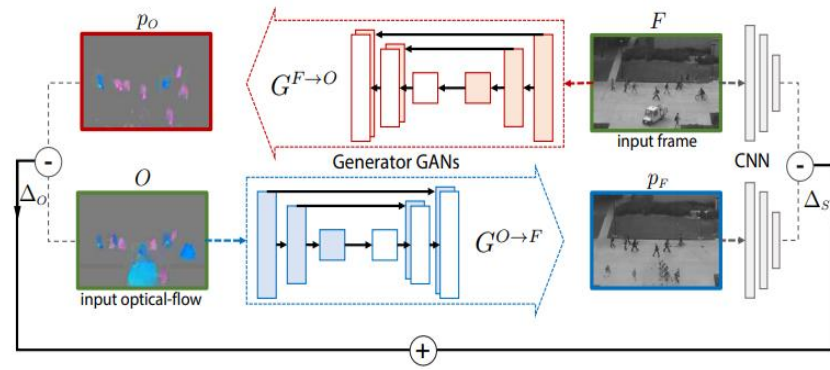 p_O
F
G^{F→O}
input frame
Generator GANs
CNN
-
-
Δ_O
O
p_F
Δ_S
G^{O→F}
input optical-flow
+